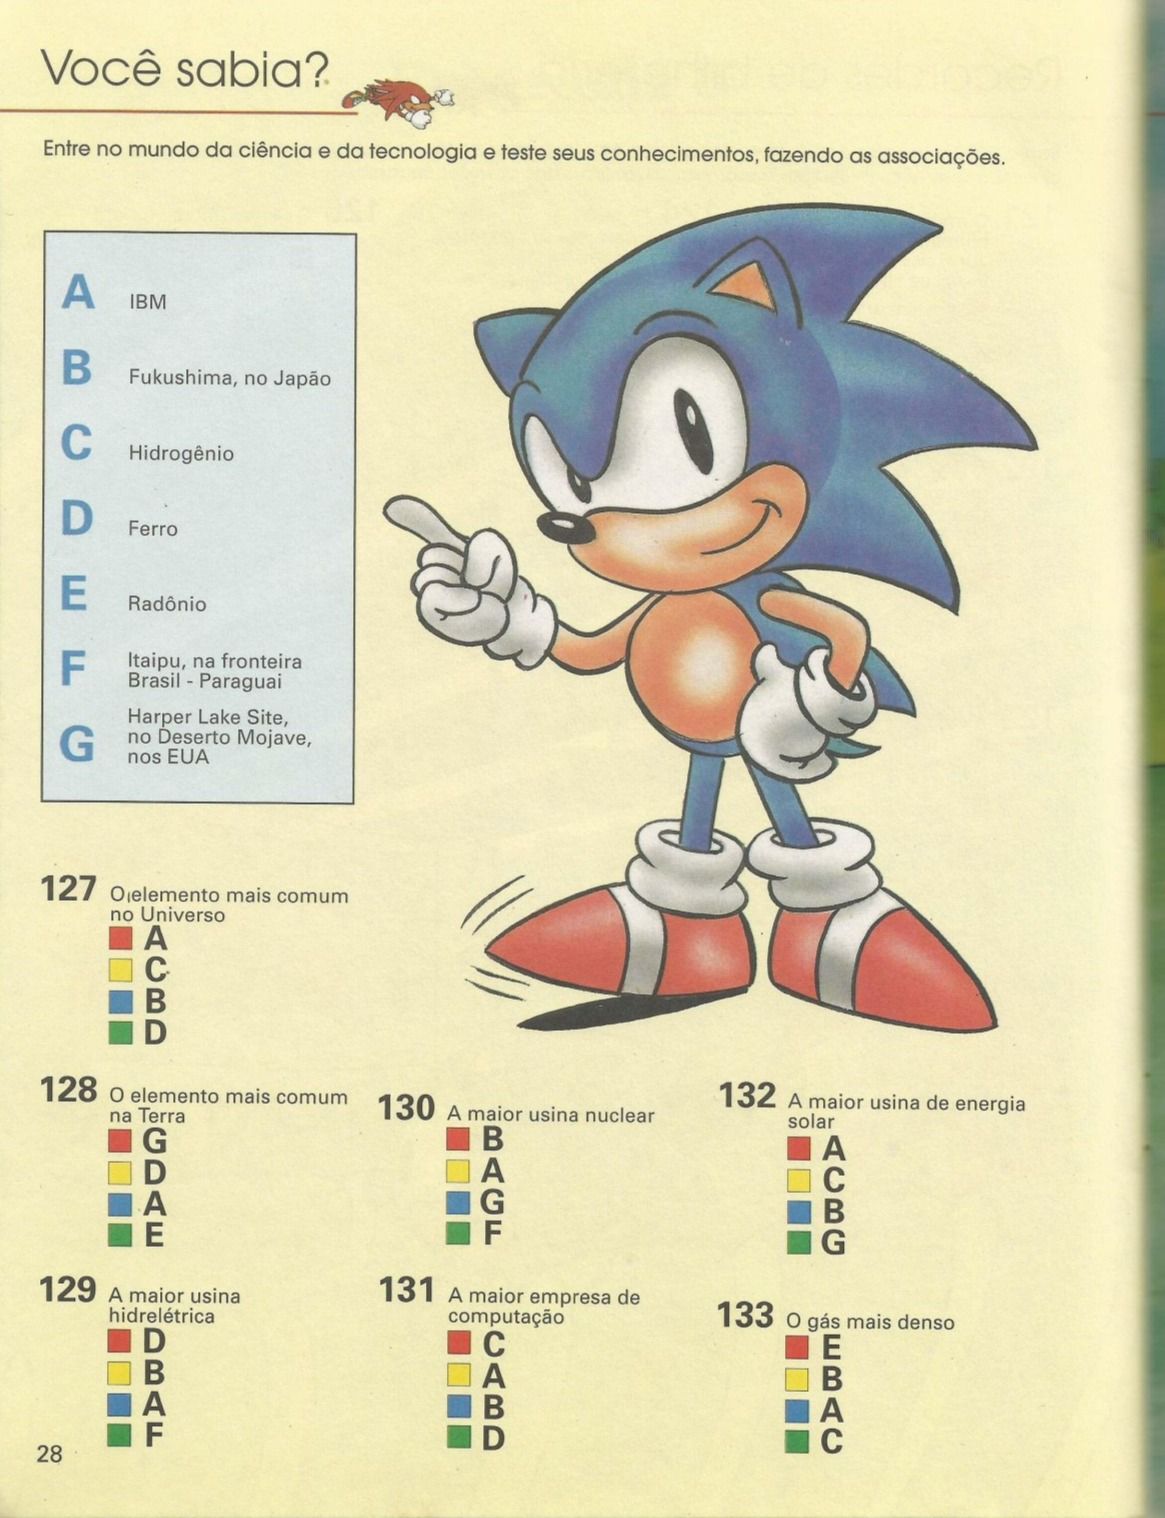 Você sabia?
Entre no mundo da ciência e da tecnologia e teste seus conhecimentos, fazendo as associações.
A IBM
B Fukushima, no Japão
C Hidrogênio
D Ferro
E Radônio
F Itaipu, na fronteira
Brasil - Paraguai
G Harper Lake Site,
no Deserto Mojave,
nos EUA
127 O elemento mais comum
no Universo
A
C
B
D
128 O elemento mais comum
na Terra
G
D
A
E
129 A maior usina
hidrelétrica
D
B
A
F
130 A maior usina nuclear
B
A
G
F
131 A maior empresa de
computação
C
A
B
D
132 A maior usina de energia
solar
A
C
B
G
133 O gás mais denso
E
B
A
C
28